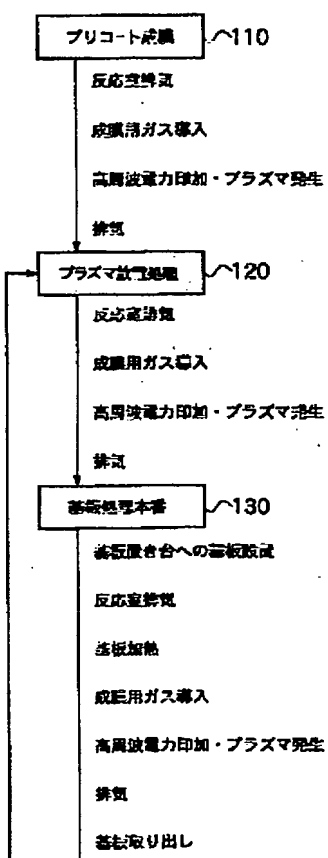 プリコート成膜 110
反応室排気
成膜用ガス導入
高周波電力印加・プラズマ発生
排気
プラズマ放電処理 120
反応室排気
成膜用ガス導入
高周波電力印加・プラズマ発生
排気
基板処理本番 130
基板置き台への基板設置
反応室排気
基板加熱
成膜用ガス導入
高周波電力印加・プラズマ発生
排気
基板取り出し